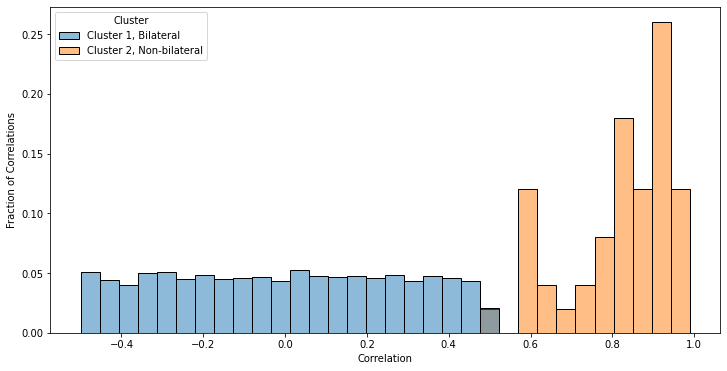 Cluster
Cluster 1, Bilateral
Cluster 2, Non-bilateral
Fraction of Correlations
0.25
0.20
0.15
0.10
0.05
0.00
−0.4 −0.2 0.0 0.2 0.4 0.6 0.8 1.0
Correlation